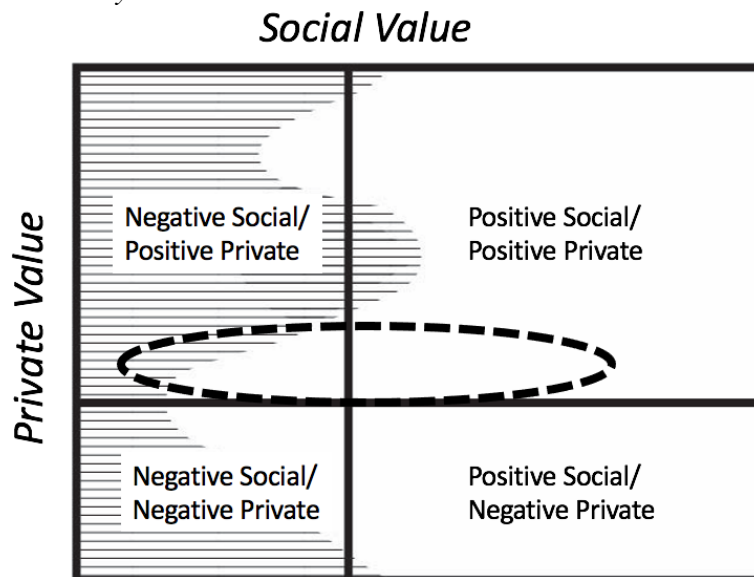 Social Value
Private Value
Negative Social/
Positive Private
Positive Social/
Positive Private
Negative Social/
Negative Private
Positive Social/
Negative Private